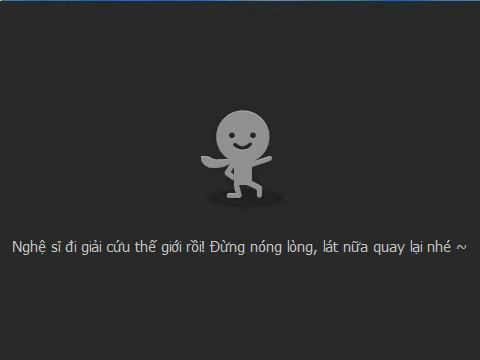 Nghệ sĩ đi giải cứu thế giới rồi! Đừng nóng lòng, lát nữa quay lại nhé ~